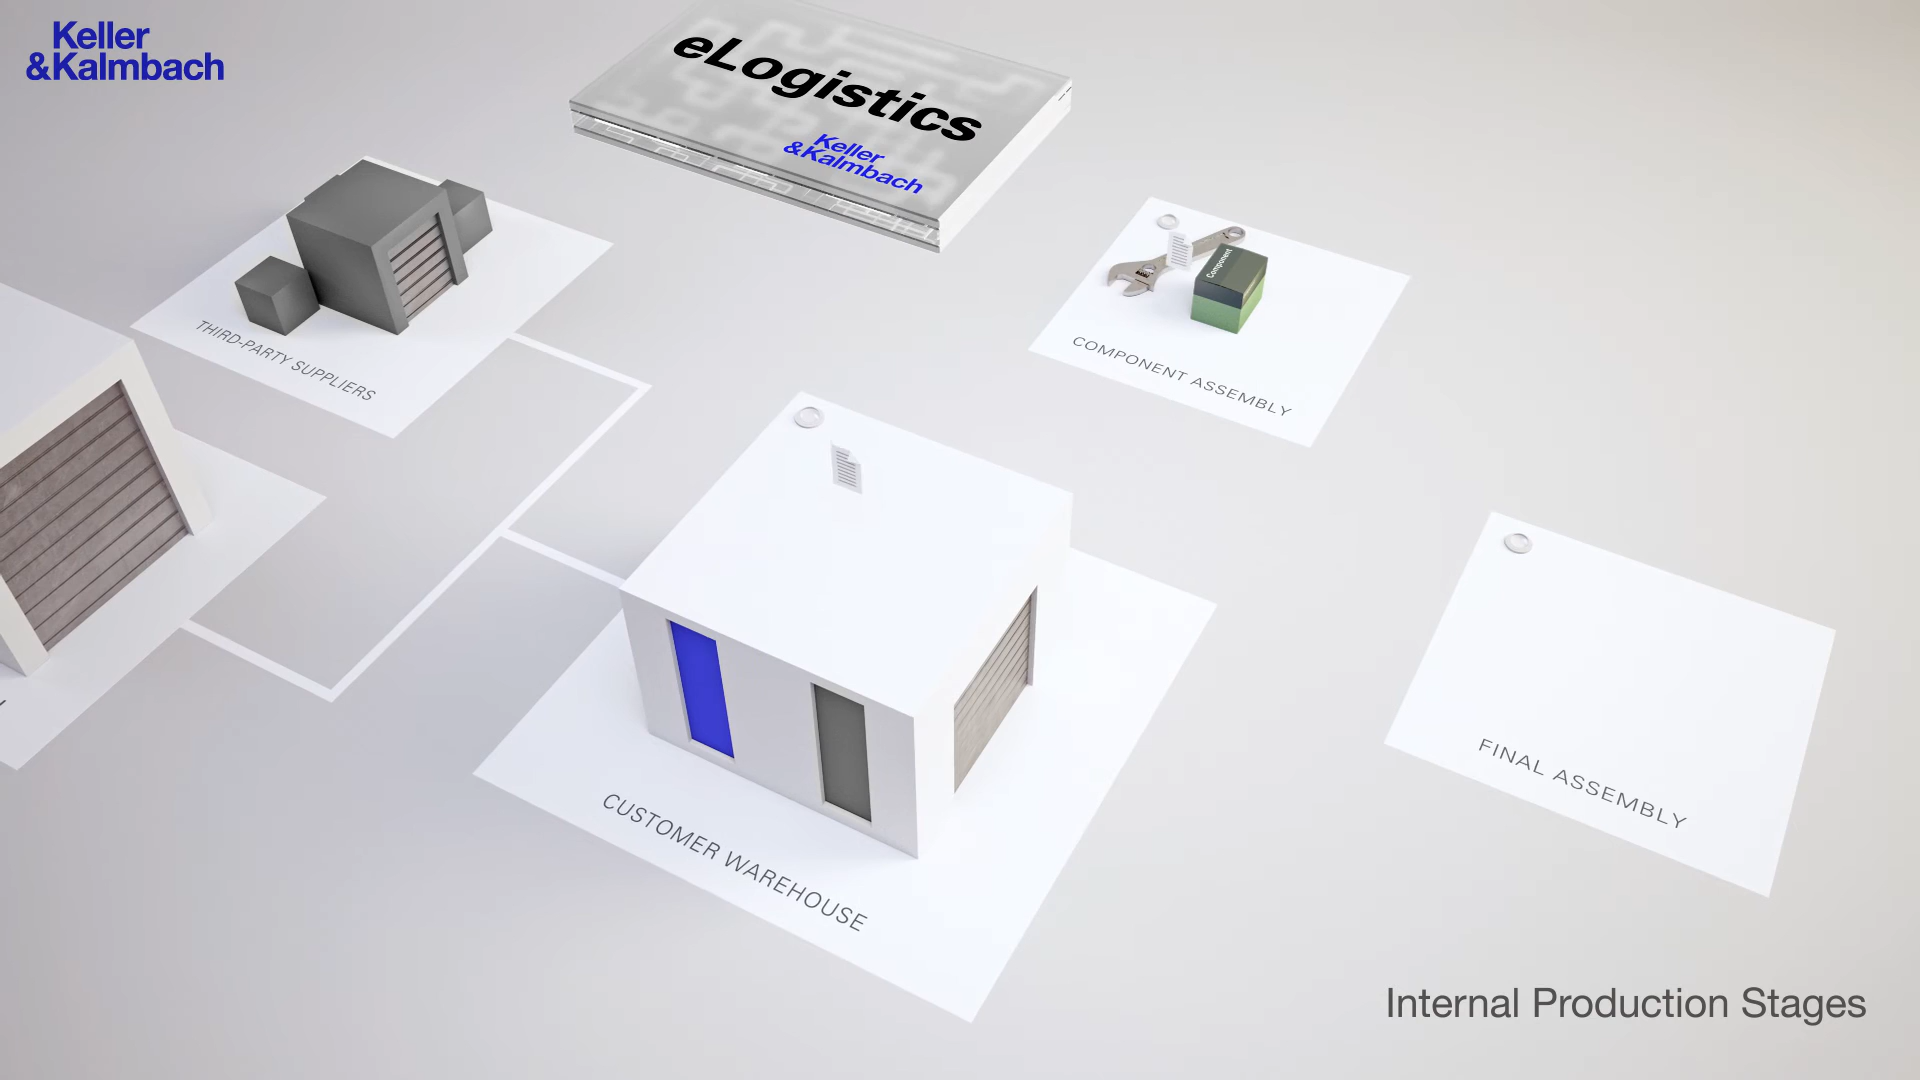 Keller
&Kalmbach
eLogistics
Keller
&Kalmbach
Component
THIRD-PARTY SUPPLIERS
COMPONENT ASSEMBLY
CUSTOMER WAREHOUSE
FINAL ASSEMBLY
Internal Production Stages